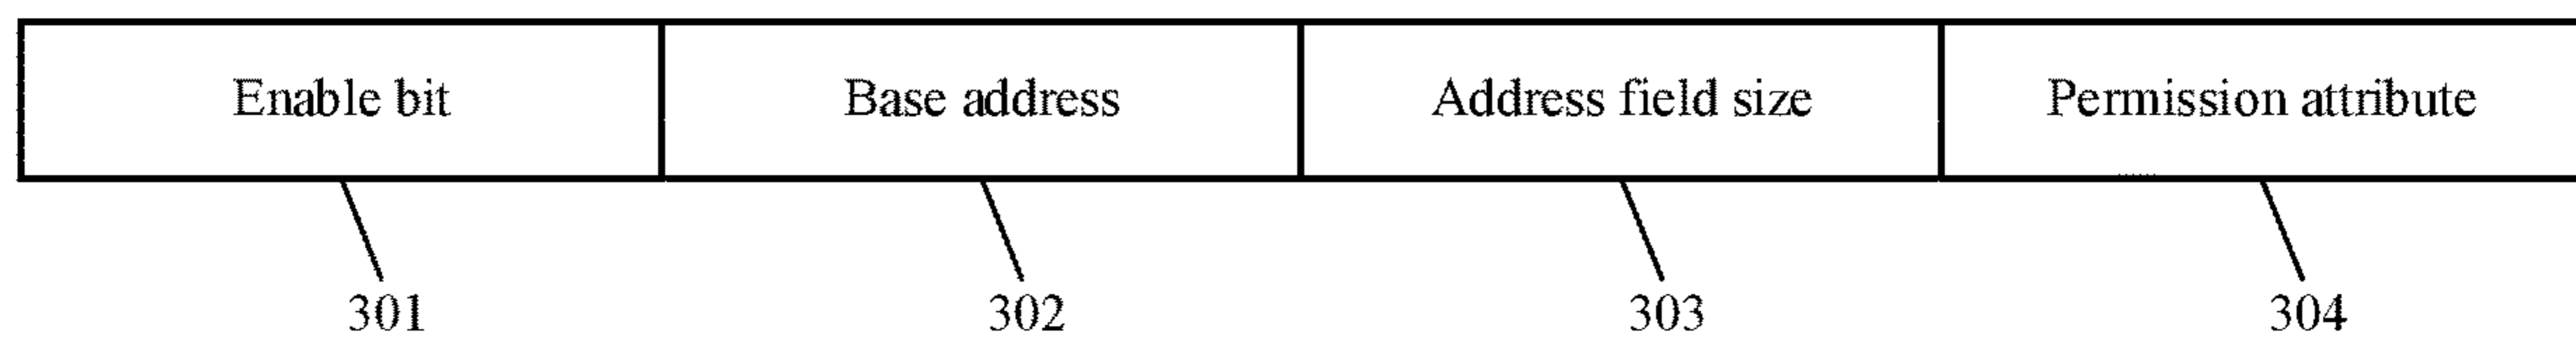 Enable bit Base address Address field size Permission attribute
301 302 303 304